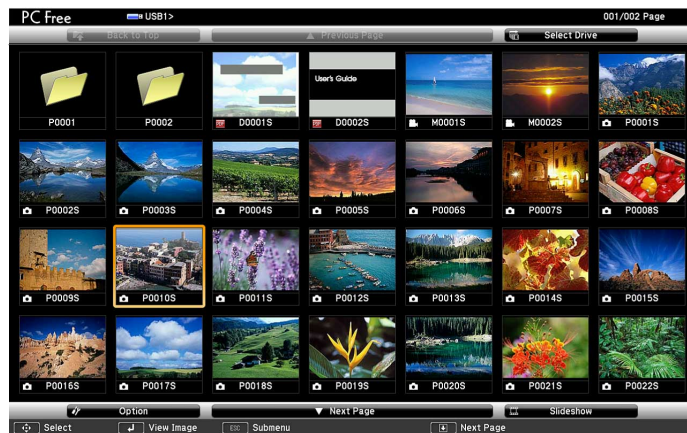 PC Free USB1> 001/002 Page
Back to Top Previous Page Select Drive
User's Guide
P0001 P0002 D0001S D0002S M0001S M0002S P0001S
P0002S P0003S P0004S P0005S P0006S P0007S P0008S
P0009S P0010S P0011S P0012S P0013S P0014S P0015S
P0016S P0017S P0018S P0019S P0020S P0021S P0022S
Option Next Page Slideshow
Select View Image ESC Submenu Next Page